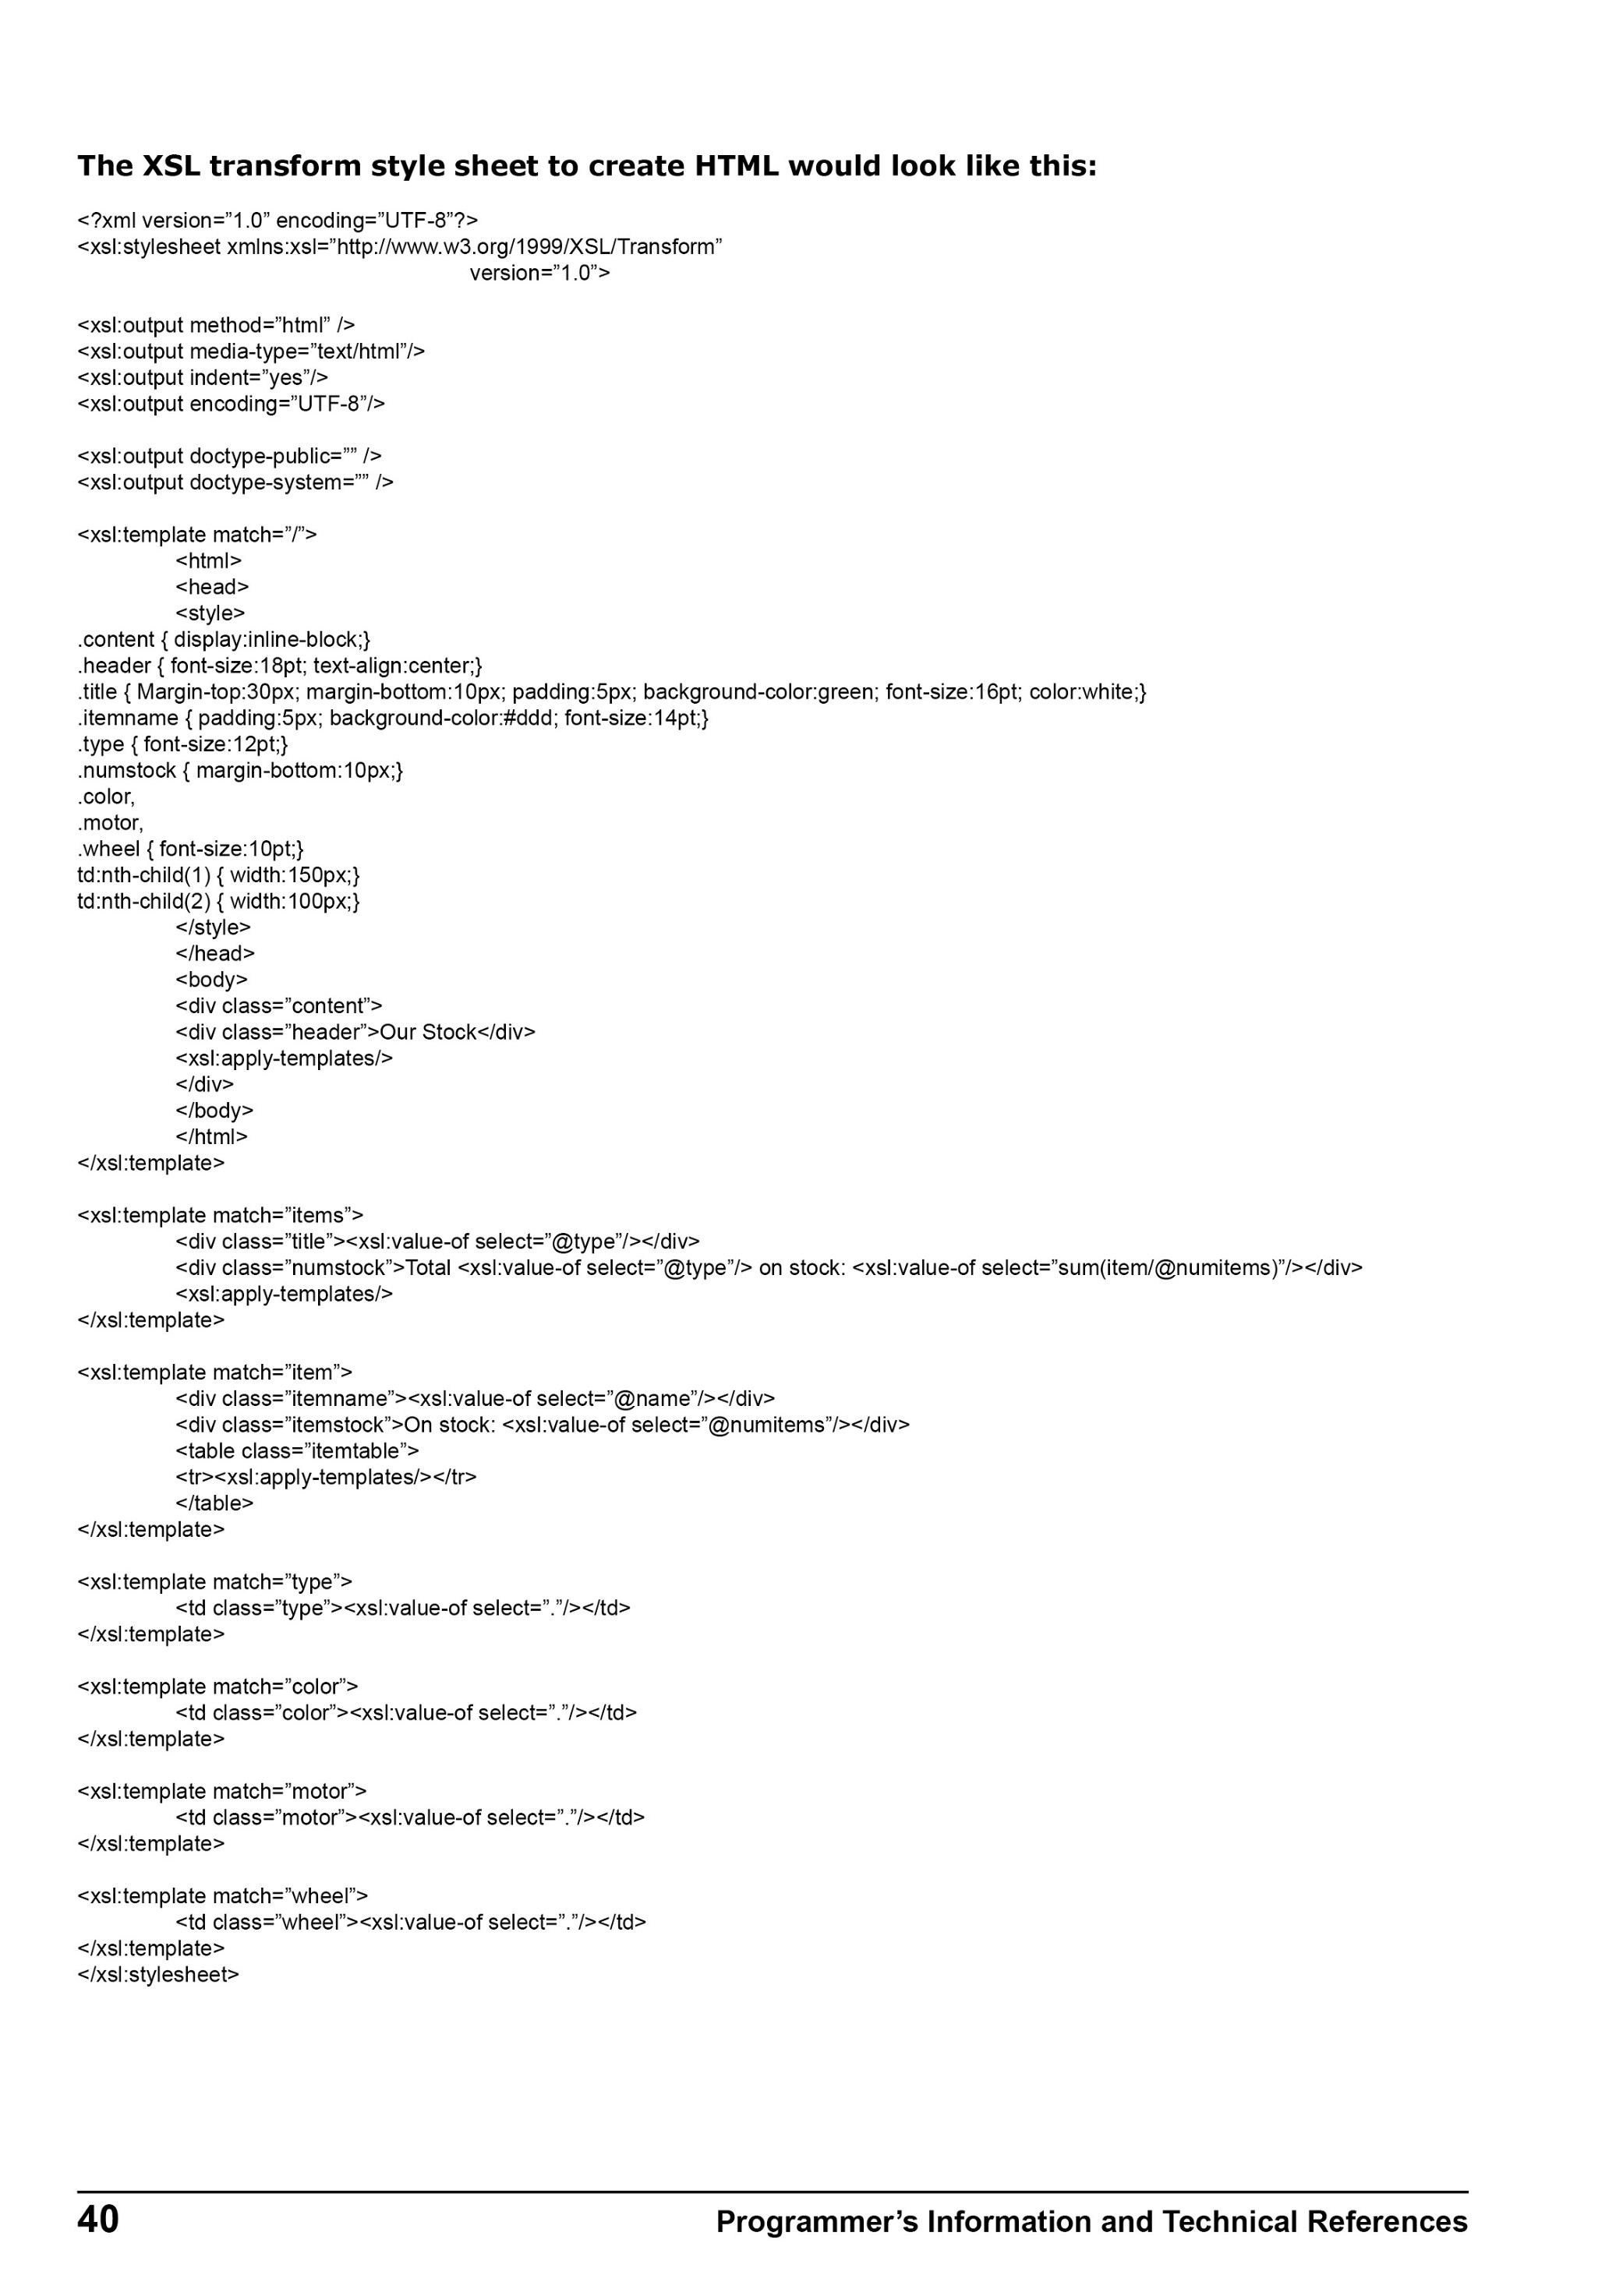 The XSL transform style sheet to create HTML would look like this:
<?xml version=”1.0” encoding=”UTF-8”?>
<xsl:stylesheet xmlns:xsl=”http://www.w3.org/1999/XSL/Transform”
version=”1.0”>
<xsl:output method=”html” />
<xsl:output media-type=”text/html”/>
<xsl:output indent=”yes”/>
<xsl:output encoding=”UTF-8”/>
<xsl:output doctype-public=”” />
<xsl:output doctype-system=”” />
<xsl:template match=”/”>
<html>
<head>
<style>
.content { display:inline-block;}
.header { font-size:18pt; text-align:center;}
.title { Margin-top:30px; margin-bottom:10px; padding:5px; background-color:green; font-size:16pt; color:white;}
.itemname { padding:5px; background-color:#ddd; font-size:14pt;}
.type { font-size:12pt;}
.numstock { margin-bottom:10px;}
.color,
.motor,
.wheel { font-size:10pt;}
td:nth-child(1) { width:150px;}
td:nth-child(2) { width:100px;}
</style>
</head>
<body>
<div class=”content”>
<div class=”header”>Our Stock</div>
<xsl:apply-templates/>
</div>
</body>
</html>
</xsl:template>
<xsl:template match=”items”>
<div class=”title”><xsl:value-of select=”@type”/></div>
<div class=”numstock”>Total <xsl:value-of select=”@type”/> on stock: <xsl:value-of select=”sum(item/@numitems)”/></div>
<xsl:apply-templates/>
</xsl:template>
<xsl:template match=”item”>
<div class=”itemname”><xsl:value-of select=”@name”/></div>
<div class=”itemstock”>On stock: <xsl:value-of select=”@numitems”/></div>
<table class=”itemtable”>
<tr><xsl:apply-templates/></tr>
</table>
</xsl:template>
<xsl:template match=”type”>
<td class=”type”><xsl:value-of select=”.”/></td>
</xsl:template>
<xsl:template match=”color”>
<td class=”color”><xsl:value-of select=”.”/></td>
</xsl:template>
<xsl:template match=”motor”>
<td class=”motor”><xsl:value-of select=”.”/></td>
</xsl:template>
<xsl:template match=”wheel”>
<td class=”wheel”><xsl:value-of select=”.”/></td>
</xsl:template>
</xsl:stylesheet>
40 Programmer’s Information and Technical References